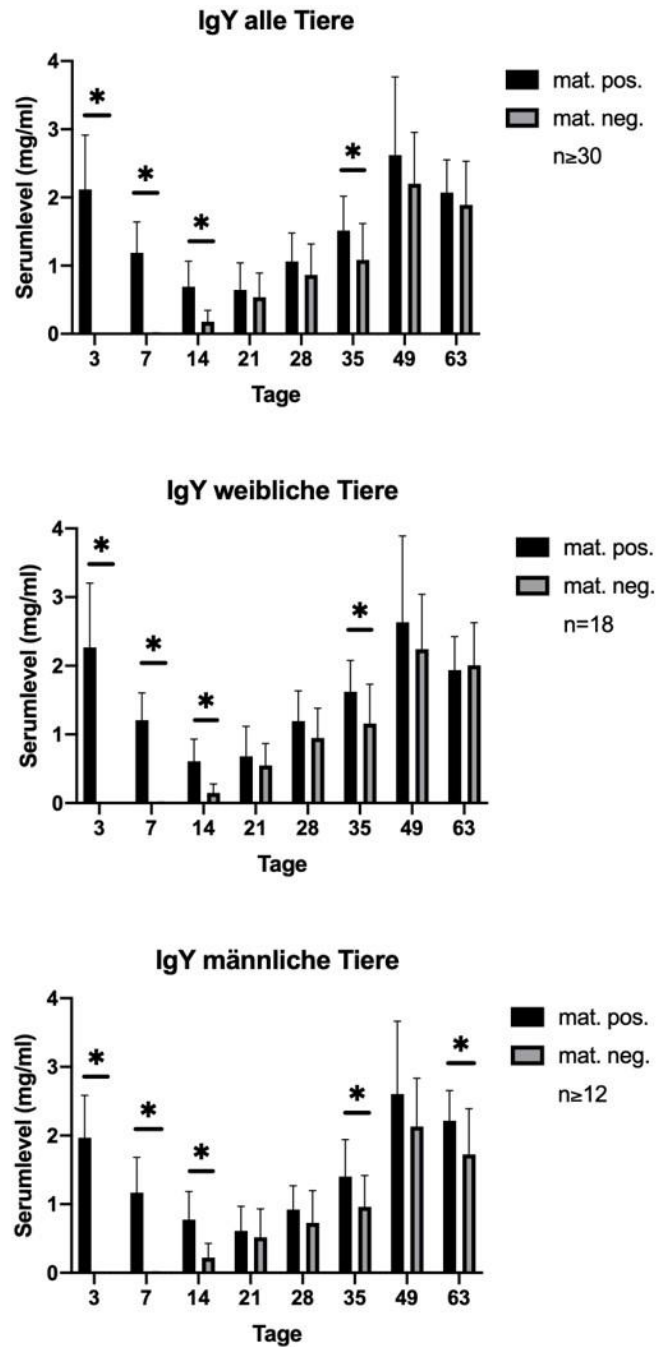 IgY alle Tiere
Serumlevel (mg/ml)
4
3
2
1
0
*
*
*
*
3 7 14 21 28 35 49 63
Tage
mat. pos.
mat. neg.
n≥30
IgY weibliche Tiere
Serumlevel (mg/ml)
4
3
2
1
0
*
*
*
*
3 7 14 21 28 35 49 63
Tage
mat. pos.
mat. neg.
n=18
IgY männliche Tiere
Serumlevel (mg/ml)
4
3
2
1
0
*
*
*
*
*
3 7 14 21 28 35 49 63
Tage
mat. pos.
mat. neg.
n≥12